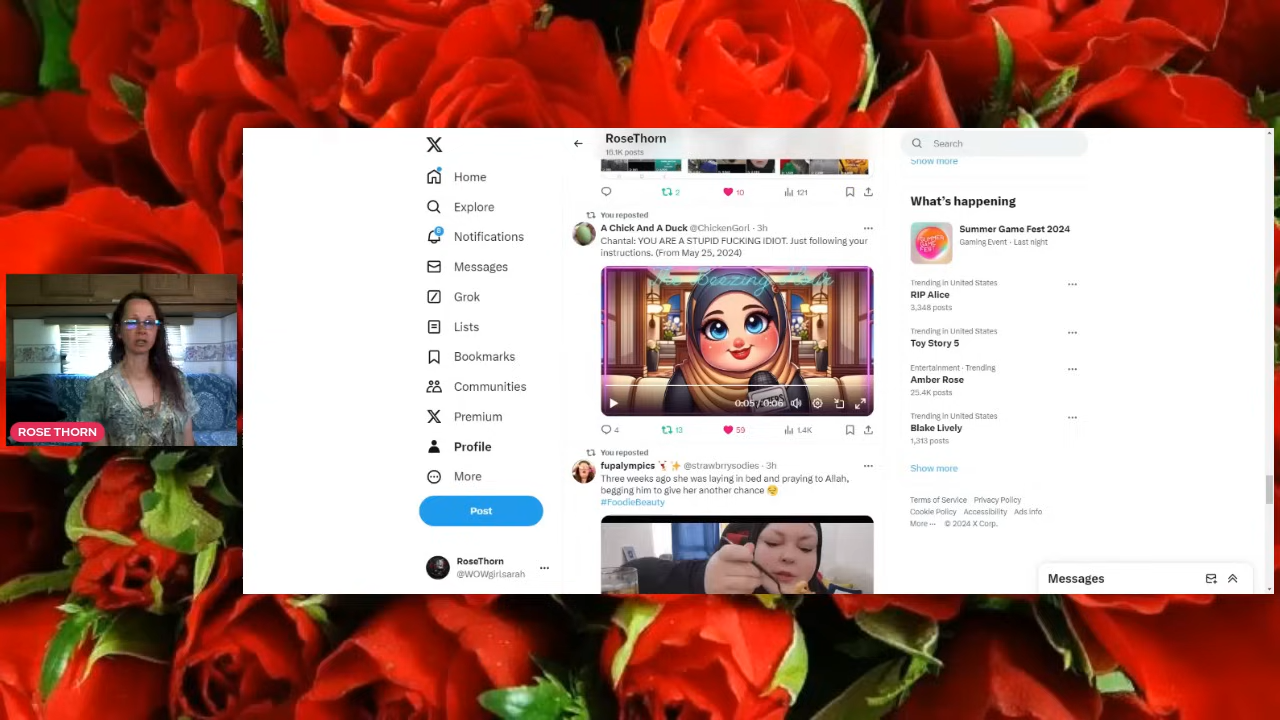 RoseThorn
16.1K posts
Search
Show more
Home
Explore
Notifications
Messages
Grok
Lists
Bookmarks
Communities
Premium
Profile
More
Post
RoseThorn
@WOWgirlsarah
ROSE THORN
2
10
121
You reposted
A Chick And A Duck @ChickenGorl · 3h
Chantal: YOU ARE A STUPID FUCKING IDIOT. Just following your
instructions. (From May 25, 2024)
The Beezing Hour
0:05 / 0:06
4
13
59
1.4K
You reposted
fupalympics @strawbrrysodies · 3h
Three weeks ago she was laying in bed and praying to Allah,
begging him to give her another chance
#FoodieBeauty
What's happening
Summer Game Fest 2024
Gaming Event · Last night
Trending in United States
RIP Alice
3,348 posts
Trending in United States
Toy Story 5
Entertainment · Trending
Amber Rose
25.4K posts
Trending in United States
Blake Lively
1,313 posts
Show more
Terms of Service Privacy Policy
Cookie Policy Accessibility Ads info
More ··· © 2024 X Corp.
Messages